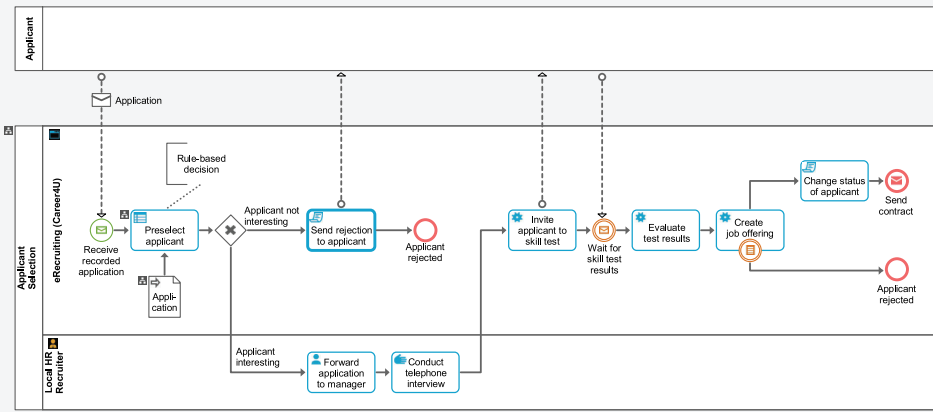 Applicant
Application
Applicant
Selection
eRecruiting (Career4U)
Rule-based
decision
Receive
recorded
application
Preselect
applicant
Appli-
cation
Applicant not
interesting
Send rejection
to applicant
Applicant
rejected
Invite
applicant to
skill test
Wait for
skill test
results
Evaluate
test results
Create
job offering
Change status
of applicant
Send
contract
Applicant
rejected
Local HR
Recruiter
Applicant
interesting
Forward
application
to manager
Conduct
telephone
interview